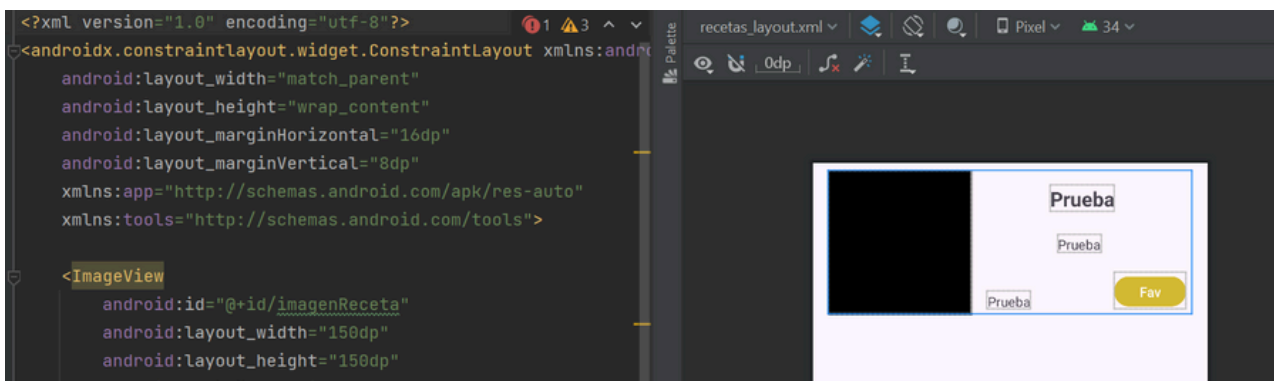 <?xml version="1.0" encoding="utf-8"?>
1 3
<androidx.constraintlayout.widget.ConstraintLayout xmlns:andro
android:layout_width="match_parent"
android:layout_height="wrap_content"
android:layout_marginHorizontal="16dp"
android:layout_marginVertical="8dp"
xmlns:app="http://schemas.android.com/apk/res-auto"
xmlns:tools="http://schemas.android.com/tools">
<ImageView
android:id="@+id/imagenReceta"
android:layout_width="150dp"
android:layout_height="150dp"
Palette
recetas_layout.xml Pixel 34
0dp
Prueba
Prueba
Prueba
Fav